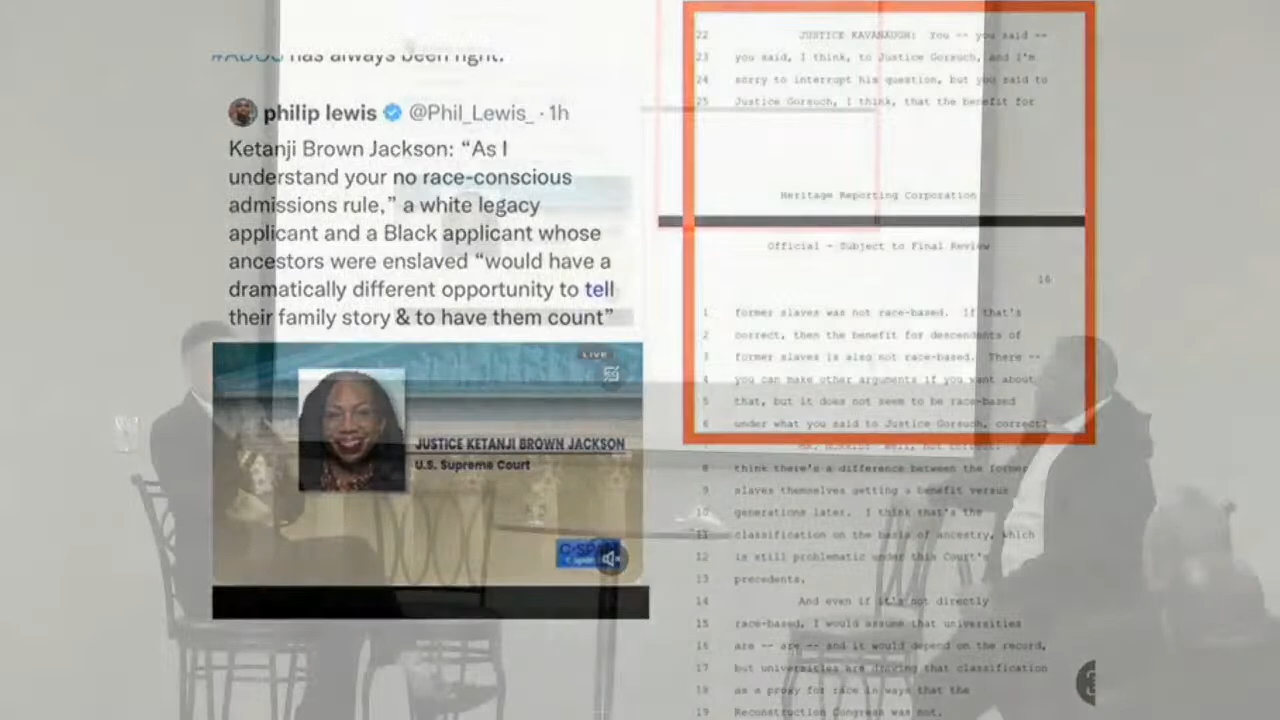 #ADOS has always been right.
philip lewis @Phil_Lewis_ · 1h
Ketanji Brown Jackson: “As I
understand your no race-conscious
admissions rule,” a white legacy
applicant and a Black applicant whose
ancestors were enslaved “would have a
dramatically different opportunity to tell
their family story & to have them count”
LIVE
JUSTICE KETANJI BROWN JACKSON
U.S. Supreme Court
C-SPAN
22 JUSTICE KAVANAUGH: You -- you said --
23 you said, I think, to Justice Gorsuch, and I'm
24 sorry to interrupt his question, but you said to
25 Justice Gorsuch, I think, that the benefit for
Heritage Reporting Corporation
Official - Subject to Final Review
16
1 former slaves was not race-based. If that's
2 correct, then the benefit for descendents of
3 former slaves is also not race-based. There --
4 you can make other arguments if you want about
5 that, but it does not seem to be race-based
6 under what you said to Justice Gorsuch, correct?
7 well, not correct.
8 think there's a difference between the former
9 slaves themselves getting a benefit versus
10 generations later. I think that's the
11 classification on the basis of ancestry, which
12 is still problematic under this Court's
13 precedents.
14 And even if it's not directly
15 race-based, I would assume that universities
16 are -- are -- and it would depend on the record,
17 but universities are drawing that classification
18 as a proxy for race in ways that the
19 Reconstruction Congress was not.